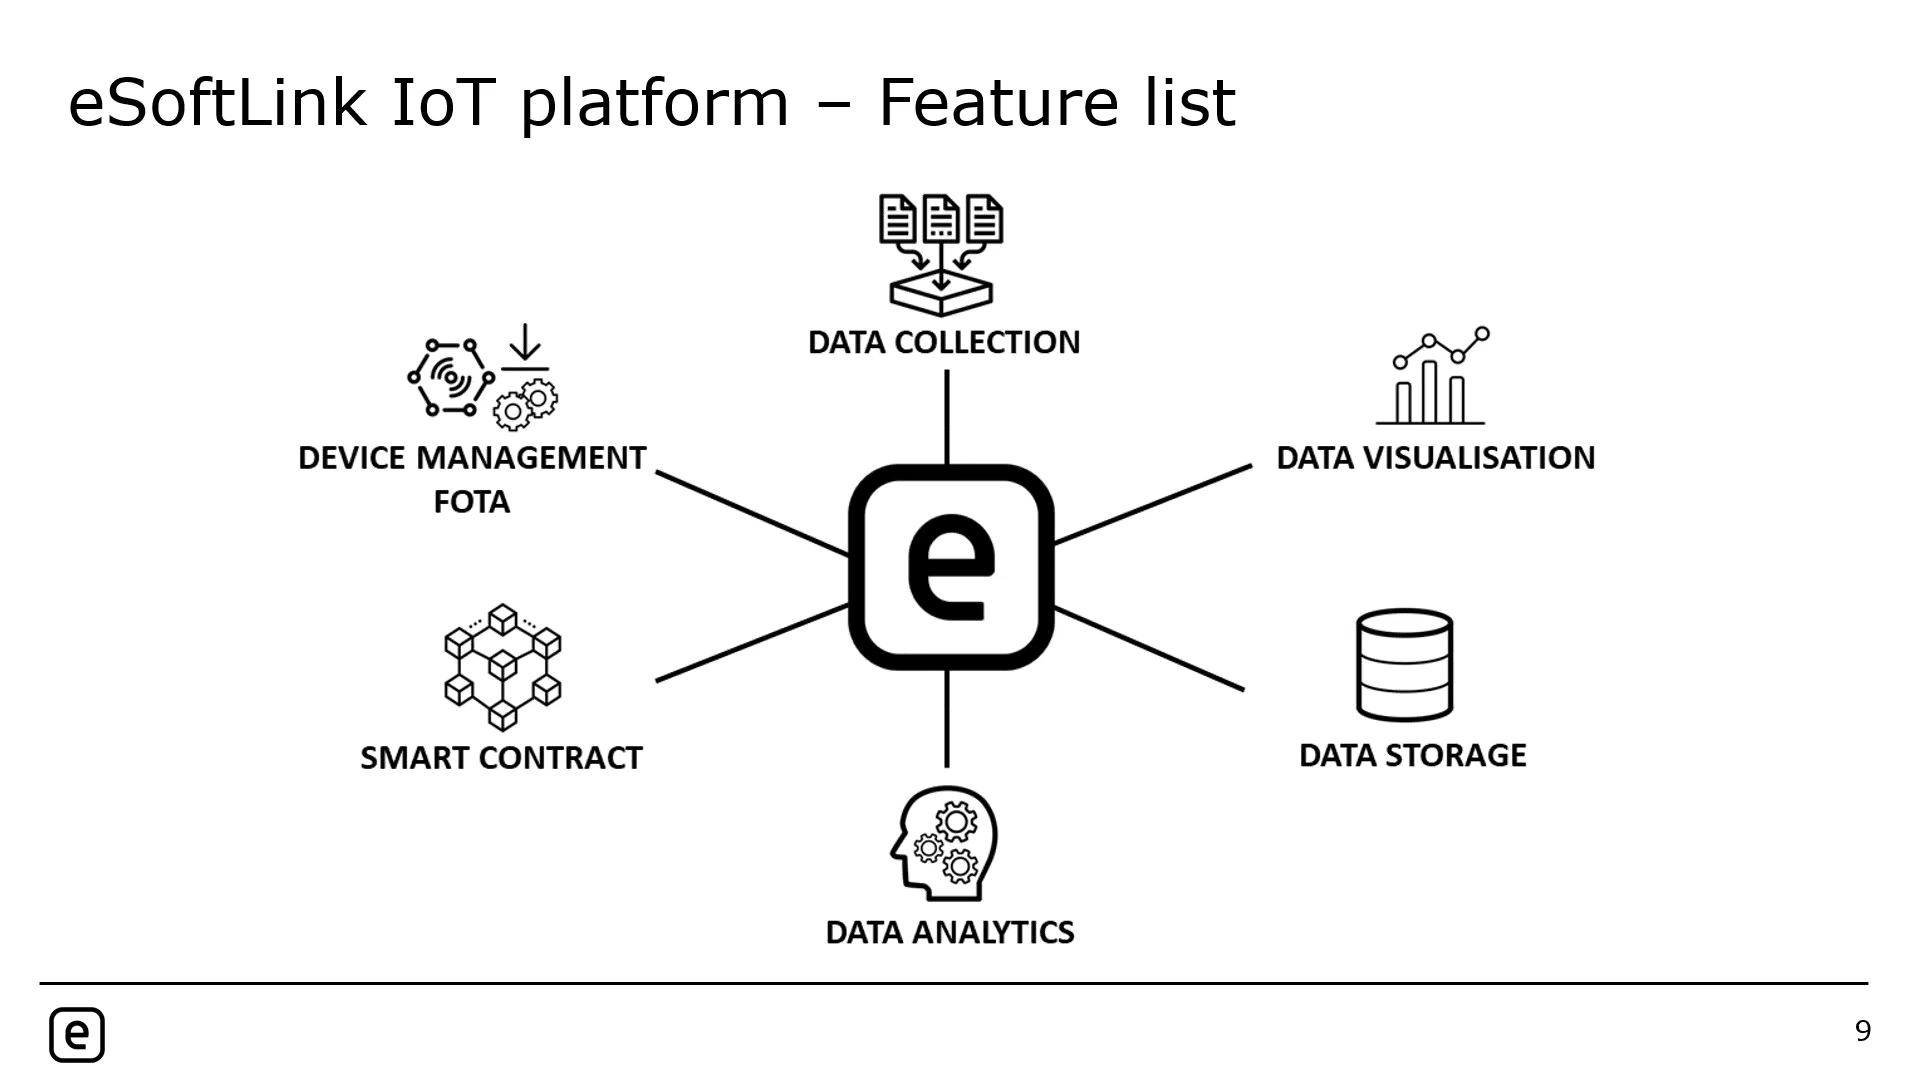 eSoftLink IoT platform – Feature list
DATA COLLECTION
DEVICE MANAGEMENT
FOTA
DATA VISUALISATION
e
SMART CONTRACT
DATA STORAGE
DATA ANALYTICS
e
9